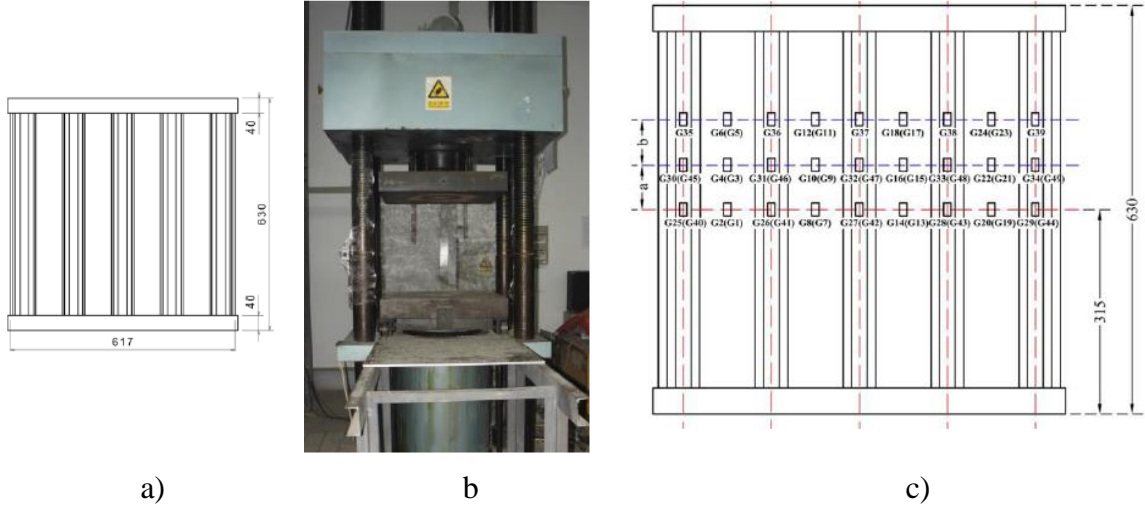 40
630
40
617
G35 G6(G5) G36 G12(G11) G37 G18(G17) G38 G24(G23) G39
b
G30(G45) G4(G3) G31(G46) G10(G9) G32(G47) G16(G15) G33(G48) G22(G21) G34(G49)
a
G25(G40) G2(G1) G26(G41) G8(G7) G27(G42) G14(G13) G28(G43) G20(G19) G29(G44)
630
315
a) b c)